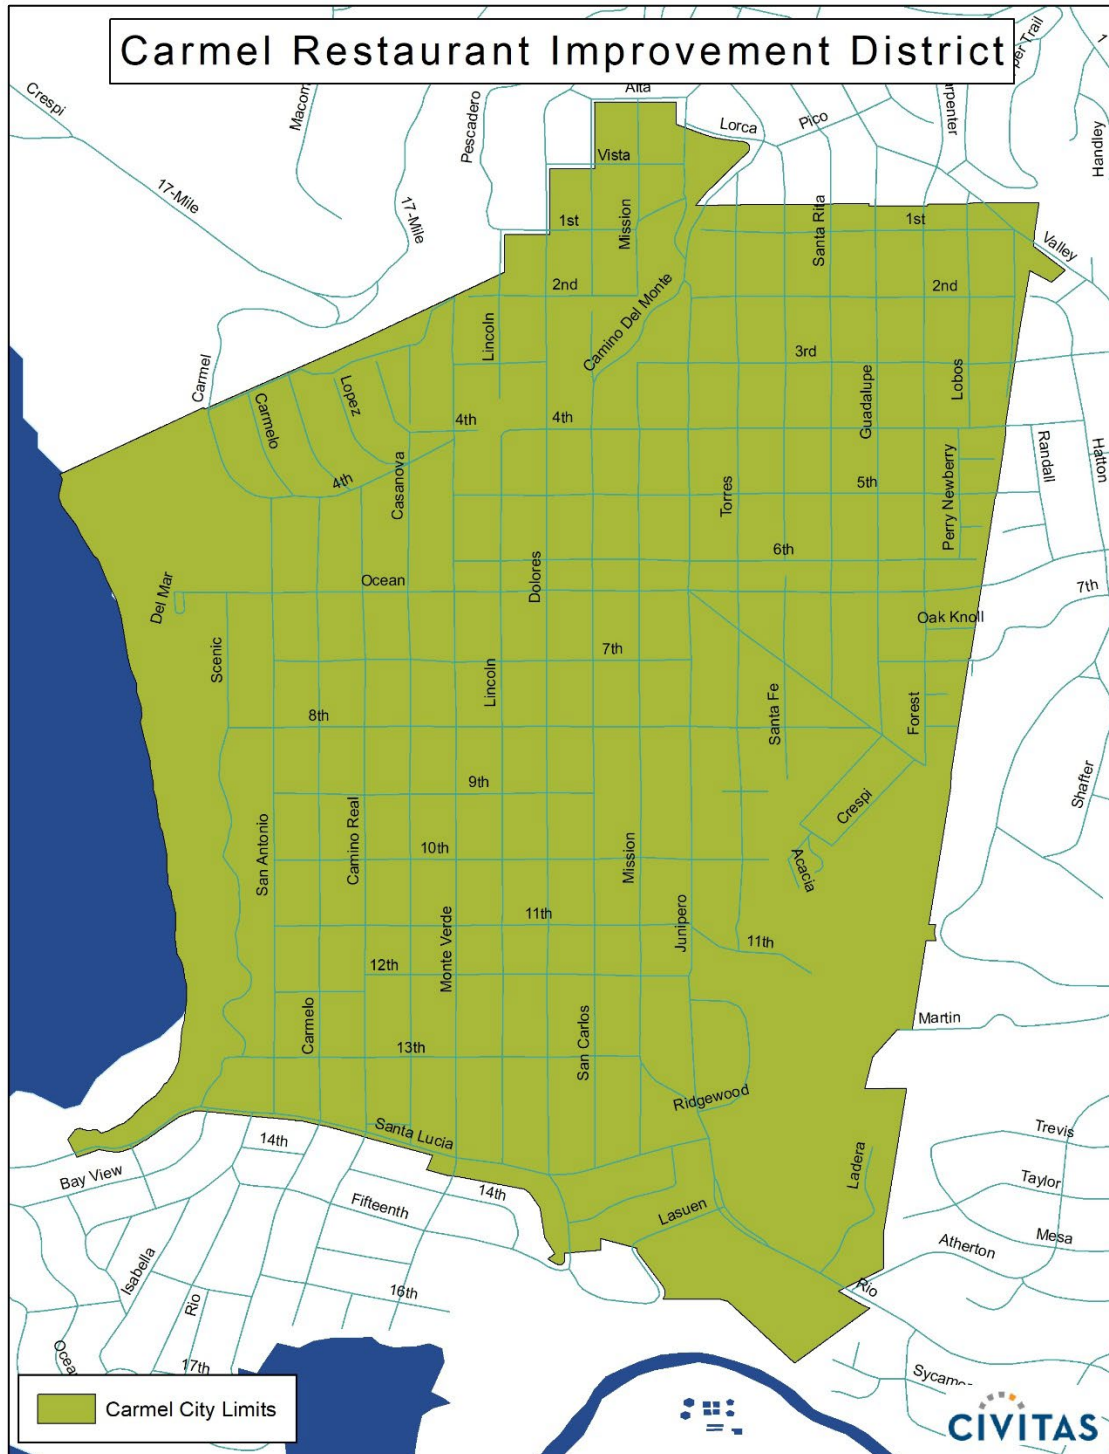 Carmel Restaurant Improvement District
Crespi
Pescadero
Alta
Lorca
Pico
Handley
Vista
17-Mile
17-Mile
1st
Mission
Santa Rita
1st
Valley
2nd
2nd
Camino Del Monte
Lincoln
3rd
Carmel
Lopez
Carmelo
Guadalupe
Lobos
4th
4th
4th
Casanova
Randall
Hatton
Torres
5th
Perry Newberry
6th
Dolores
Ocean
Del Mar
7th
Oak Knoll
Scenic
7th
Lincoln
8th
Santa Fe
Forest
9th
Shafter
Crespi
San Antonio
Camino Real
10th
Mission
Acacia
11th
Junipero
11th
Monte Verde
12th
Carmelo
San Carlos
Martin
13th
Ridgewood
Santa Lucia
Trevis
14th
Bay View
Ladera
Taylor
14th
Fifteenth
Lasuen
Mesa
Atherton
Isabella
16th
Rio
Rio
17th
Carmel City Limits
CIVITAS